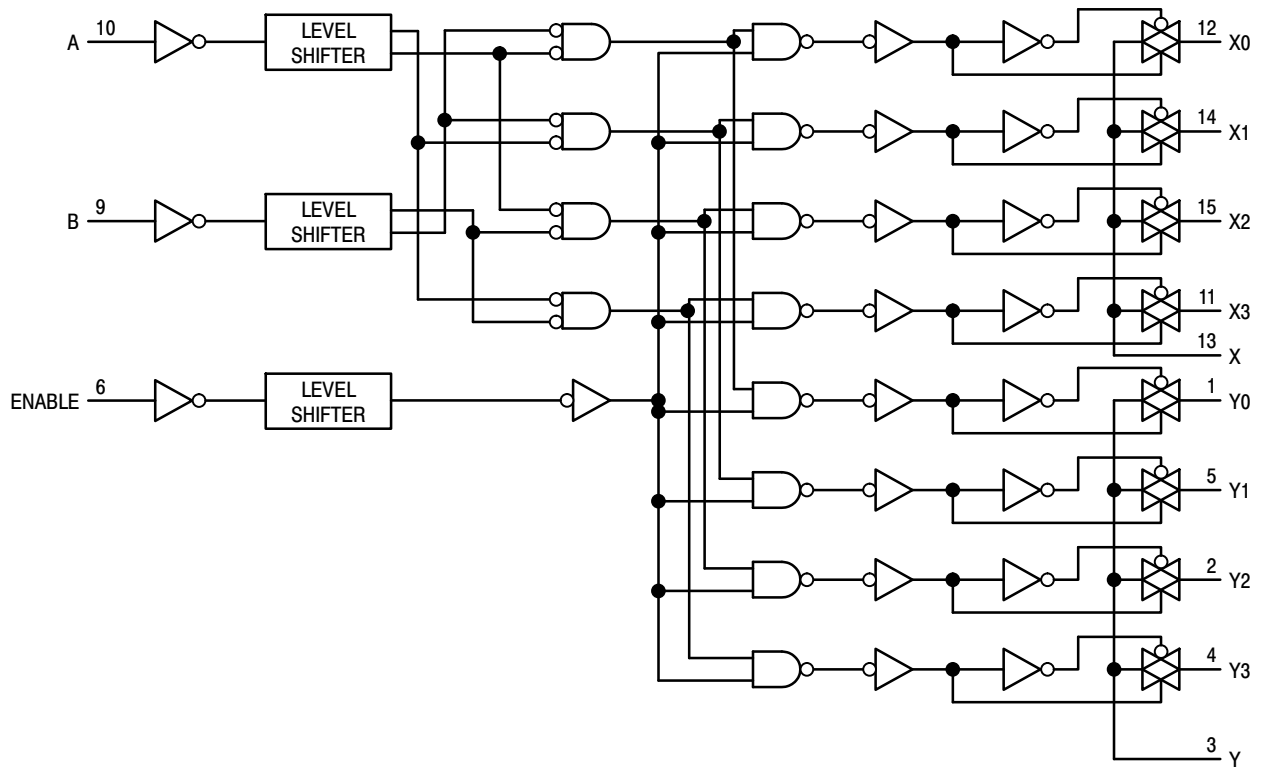 A 10 LEVEL SHIFTER 12 X0
14 X1
B 9 LEVEL SHIFTER 15 X2
11 X3
13 X
ENABLE 6 LEVEL SHIFTER 1 Y0
5 Y1
2 Y2
4 Y3
3 Y